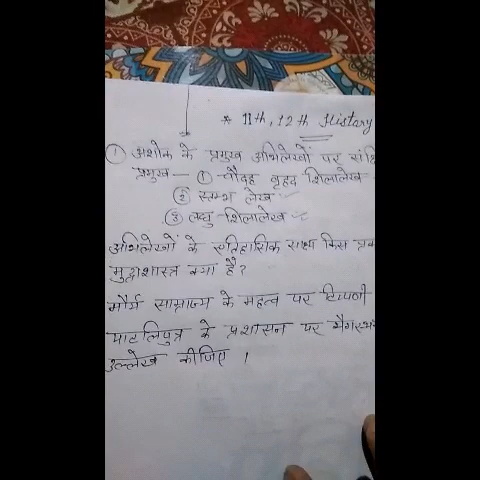 * 11th, 12th History
① अशोक के प्रमुख अभिलेखों पर
प्रमुख - ① चौदह वृहद शिलालेख
② स्तम्भ लेख
③ लघु-शिलालेख
अभिलेखों के ऐतिहासिक साक्ष्य किस
मुद्राशास्त्र क्या है?
मौर्य साम्राज्य के महत्व पर टिप्पणी
पाटलिपुत्र के प्रशासन पर
उल्लेख कीजिए ।